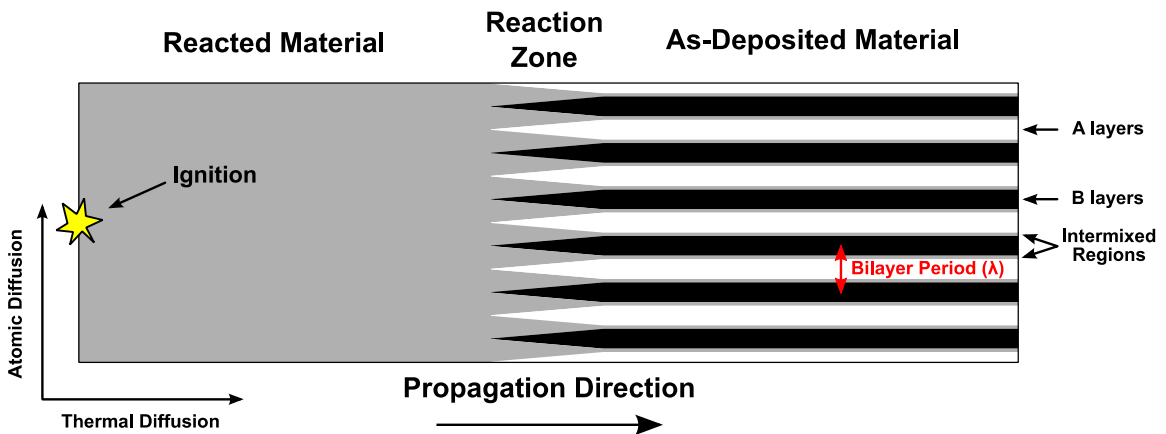 Reacted Material
Reaction
Zone
As-Deposited Material
Ignition
A layers
B layers
Intermixed
Regions
Bilayer Period (λ)
Atomic Diffusion
Thermal Diffusion
Propagation Direction